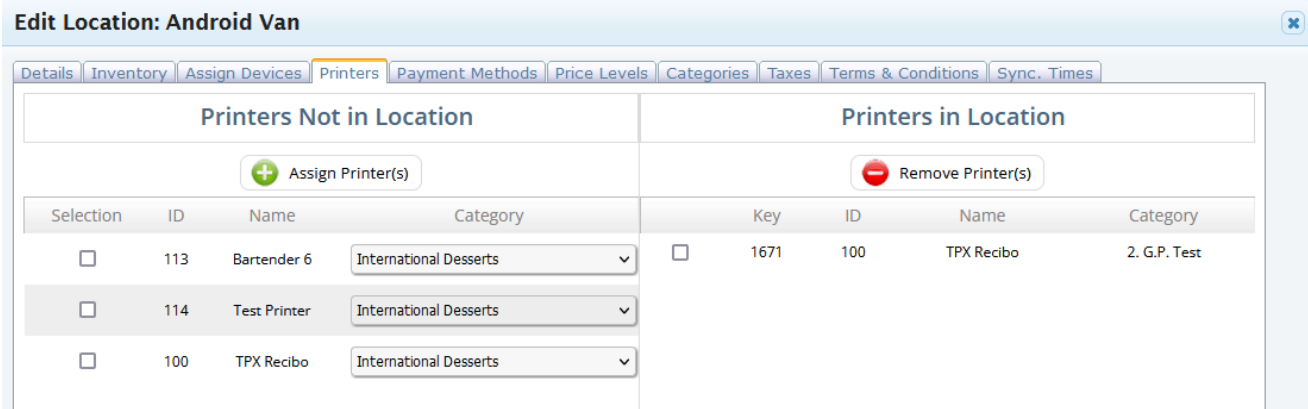 Edit Location: Android Van
Details Inventory Assign Devices Printers Payment Methods Price Levels Categories Taxes Terms & Conditions Sync. Times
Printers Not in Location
Assign Printer(s)
Selection ID Name Category
113 Bartender 6 International Desserts
114 Test Printer International Desserts
100 TPX Recibo International Desserts
Printers in Location
Remove Printer(s)
Key ID Name Category
1671 100 TPX Recibo 2. G.P. Test